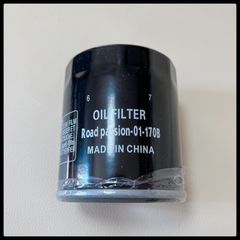 6 7
OIL FILTER
Road passion-01-170B
MADE IN CHINA